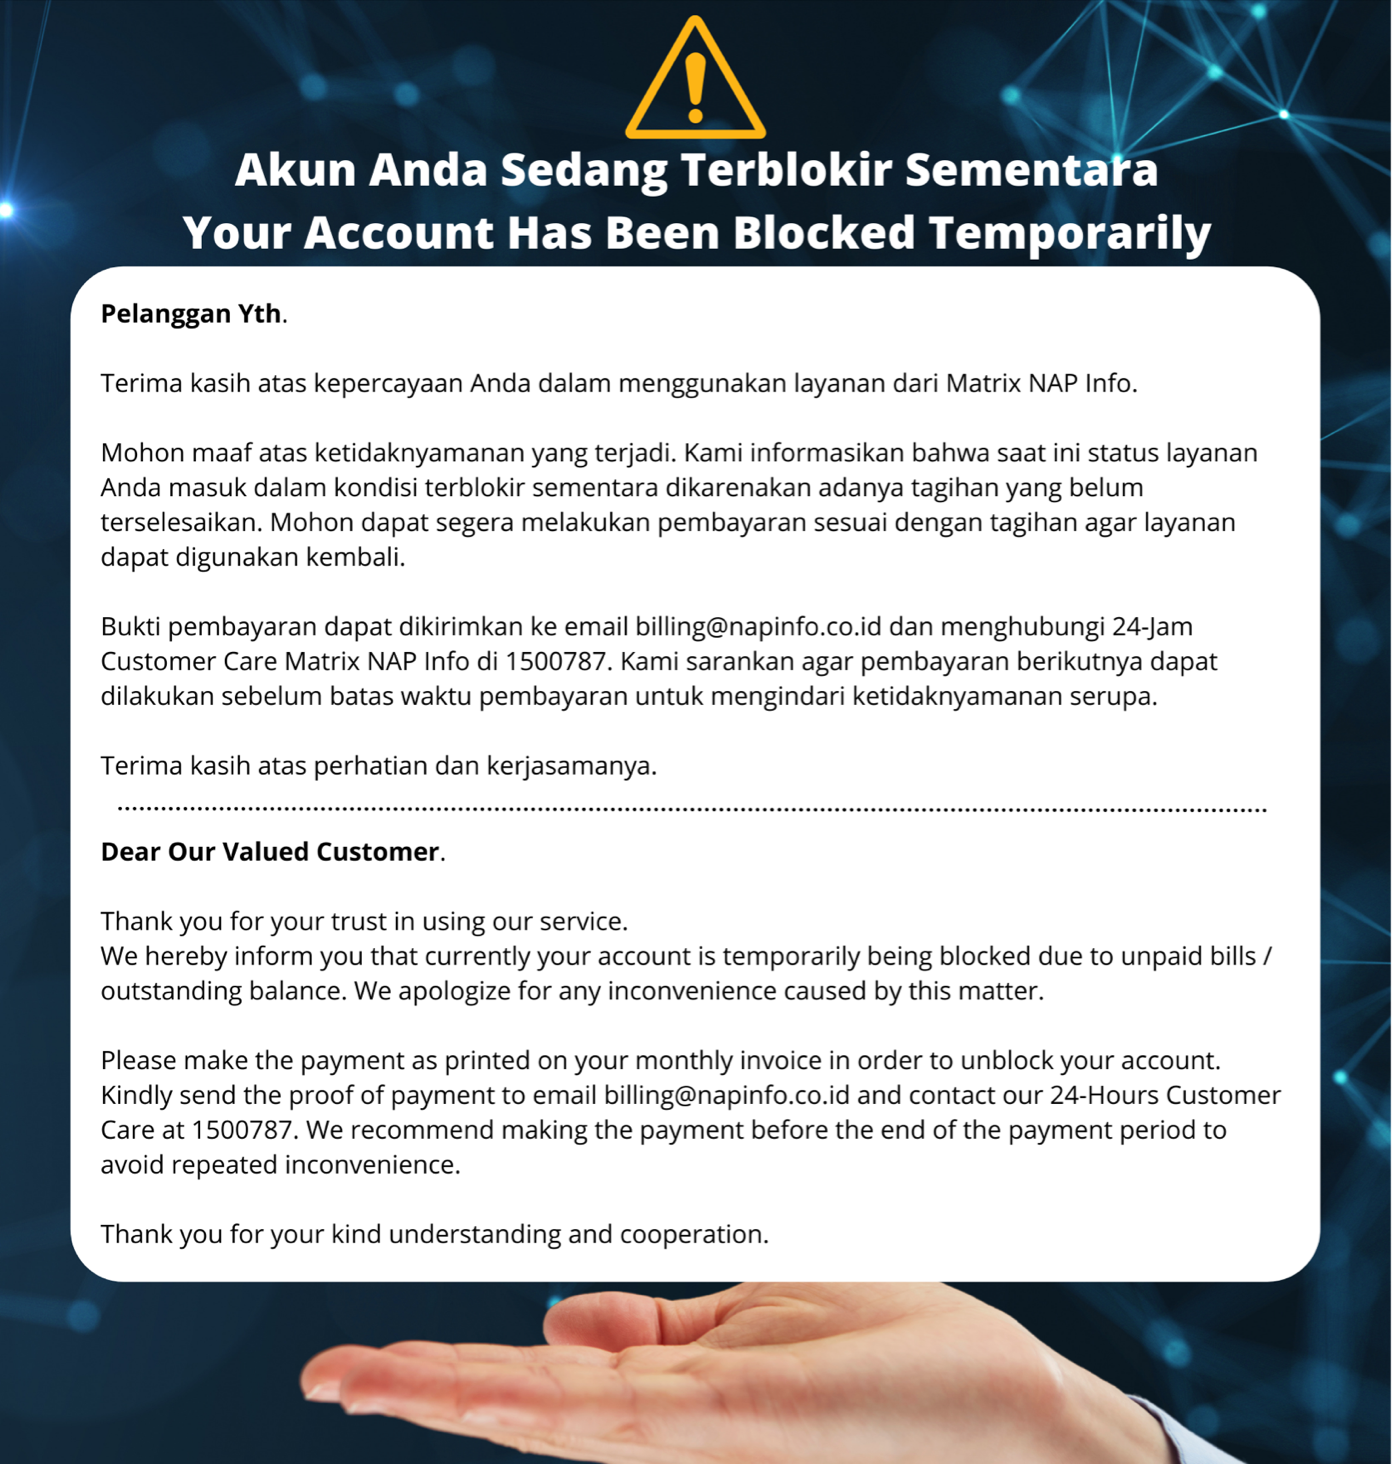 Akun Anda Sedang Terblokir Sementara
Your Account Has Been Blocked Temporarily
Pelanggan Yth.
Terima kasih atas kepercayaan Anda dalam menggunakan layanan dari Matrix NAP Info.
Mohon maaf atas ketidaknyamanan yang terjadi. Kami informasikan bahwa saat ini status layanan
Anda masuk dalam kondisi terblokir sementara dikarenakan adanya tagihan yang belum
terselesaikan. Mohon dapat segera melakukan pembayaran sesuai dengan tagihan agar layanan
dapat digunakan kembali.
Bukti pembayaran dapat dikirimkan ke email billing@napinfo.co.id dan menghubungi 24-Jam
Customer Care Matrix NAP Info di 1500787. Kami sarankan agar pembayaran berikutnya dapat
dilakukan sebelum batas waktu pembayaran untuk mengindari ketidaknyamanan serupa.
Terima kasih atas perhatian dan kerjasamanya.
Dear Our Valued Customer.
Thank you for your trust in using our service.
We hereby inform you that currently your account is temporarily being blocked due to unpaid bills /
outstanding balance. We apologize for any inconvenience caused by this matter.
Please make the payment as printed on your monthly invoice in order to unblock your account.
Kindly send the proof of payment to email billing@napinfo.co.id and contact our 24-Hours Customer
Care at 1500787. We recommend making the payment before the end of the payment period to
avoid repeated inconvenience.
Thank you for your kind understanding and cooperation.